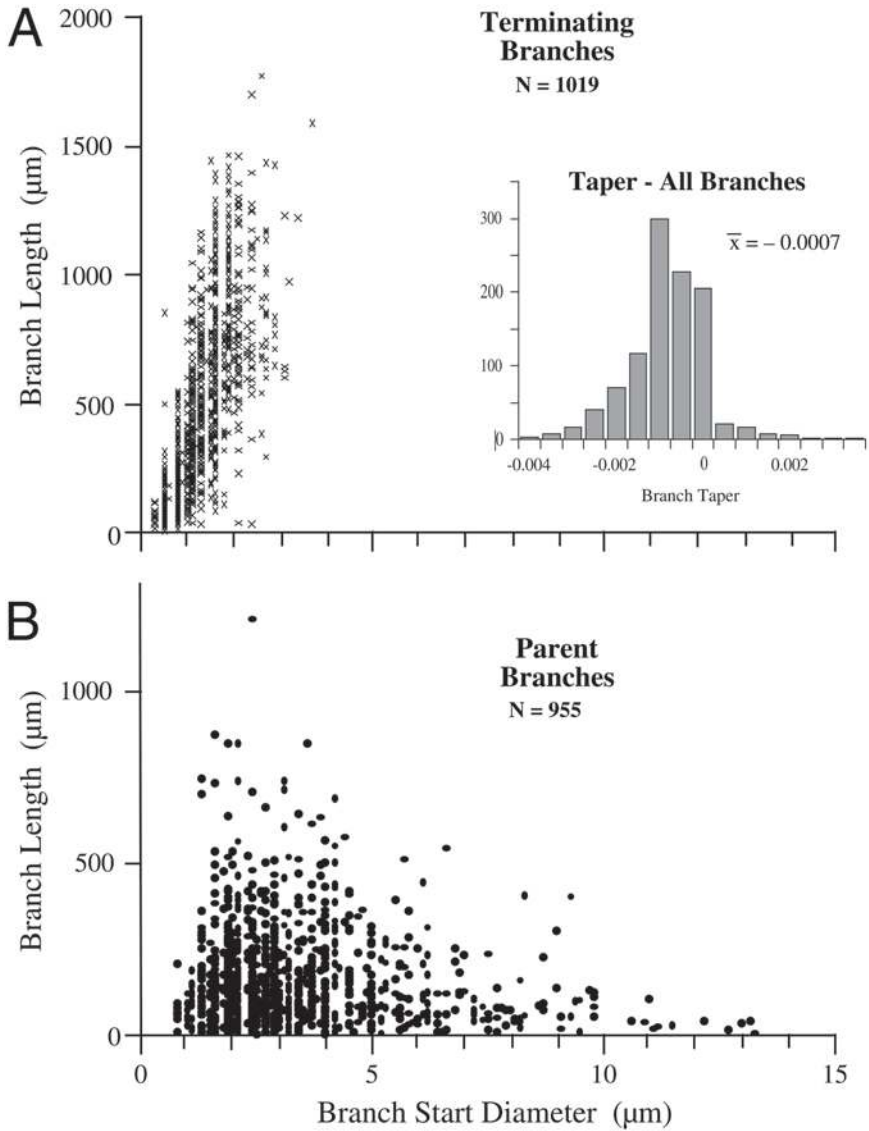 A
Terminating
Branches
N = 1019
2000
1500
1000
500
0
Branch Length (μm)
Taper - All Branches
x̄ = – 0.0007
300
200
100
0
-0.004
-0.002
0
0.002
Branch Taper
B
Parent
Branches
N = 955
1000
500
0
Branch Length (μm)
0
5
10
15
Branch Start Diameter (μm)